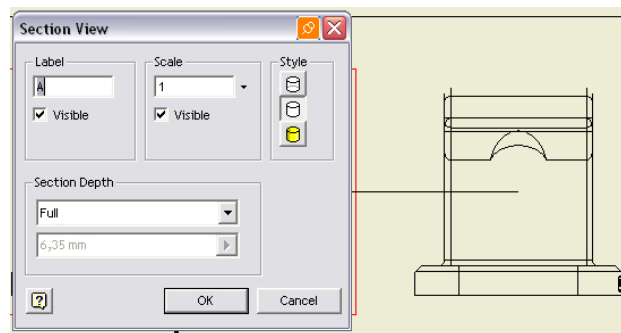 Section View
Label
Scale
Style
A
1
Visible
Visible
Section Depth
Full
6,35 mm
OK
Cancel